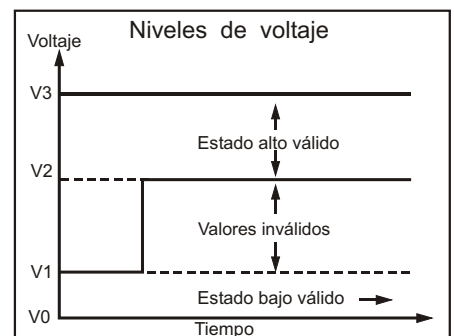 Niveles de voltaje
Voltaje
V3
Estado alto válido
V2
Valores inválidos
V1
Estado bajo válido
V0
Tiempo